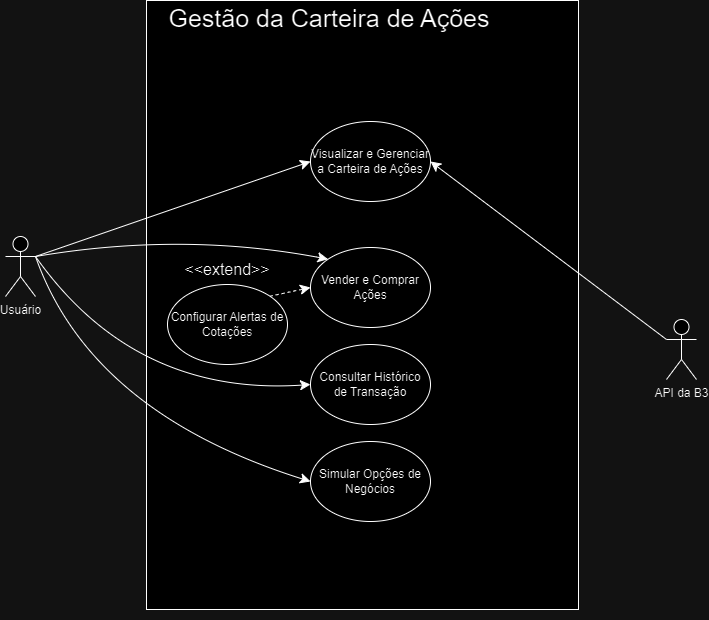 Gestão da Carteira de Ações
Visualizar e Gerenciar
a Carteira de Ações
Usuário
<<extend>>
Vender e Comprar
Ações
Configurar Alertas de
Cotações
Consultar Histórico
de Transação
API da B3
Simular Opções de
Negócios